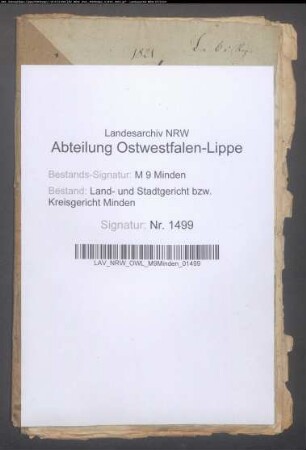 1828
Landesarchiv NRW
Abteilung Ostwestfalen-Lippe
Bestands-Signatur: M 9 Minden
Bestand: Land- und Stadtgericht bzw.
Kreisgericht Minden
Signatur: Nr. 1499
LAV_NRW_OWL_M9Minden_01499